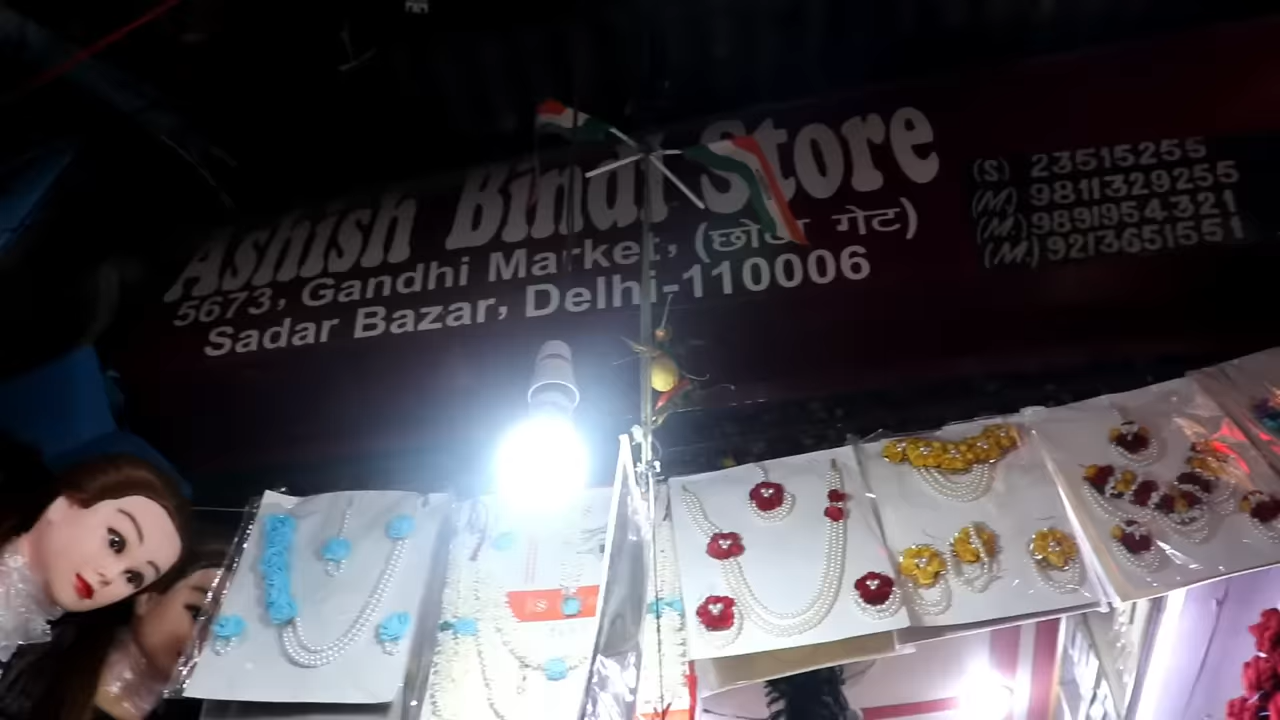 Ashish Bindi Store
5673, Gandhi Market, (छोटा गेट)
Sadar Bazar, Delhi-110006
(S) 23515255
(M) 9811329255
(M.) 9891954321
(M.) 9213651551